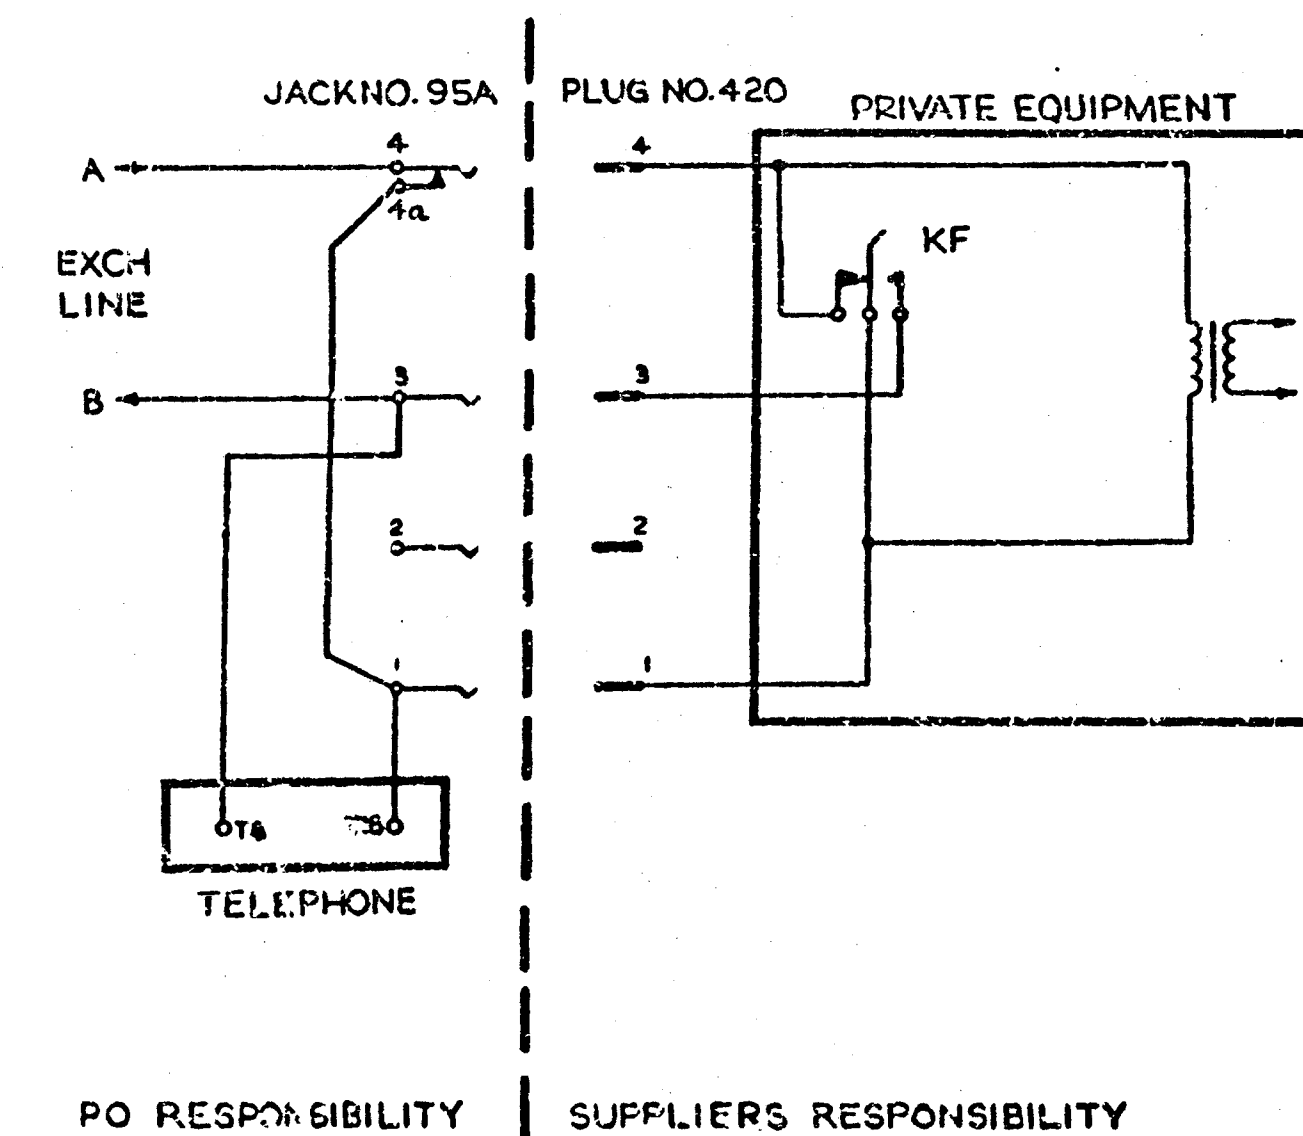 JACK NO. 95A
PLUG NO. 420
PRIVATE EQUIPMENT
4
4
A
4a
KF
EXCH
LINE
3
3
B
2
2
1
1
TELEPHONE
PO RESPONSIBILITY
SUPPLIERS RESPONSIBILITY